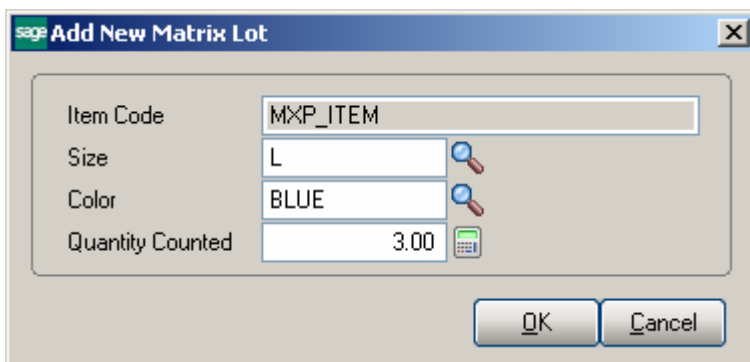 sage Add New Matrix Lot
Item Code MXP_ITEM
Size L
Color BLUE
Quantity Counted 3.00
OK Cancel